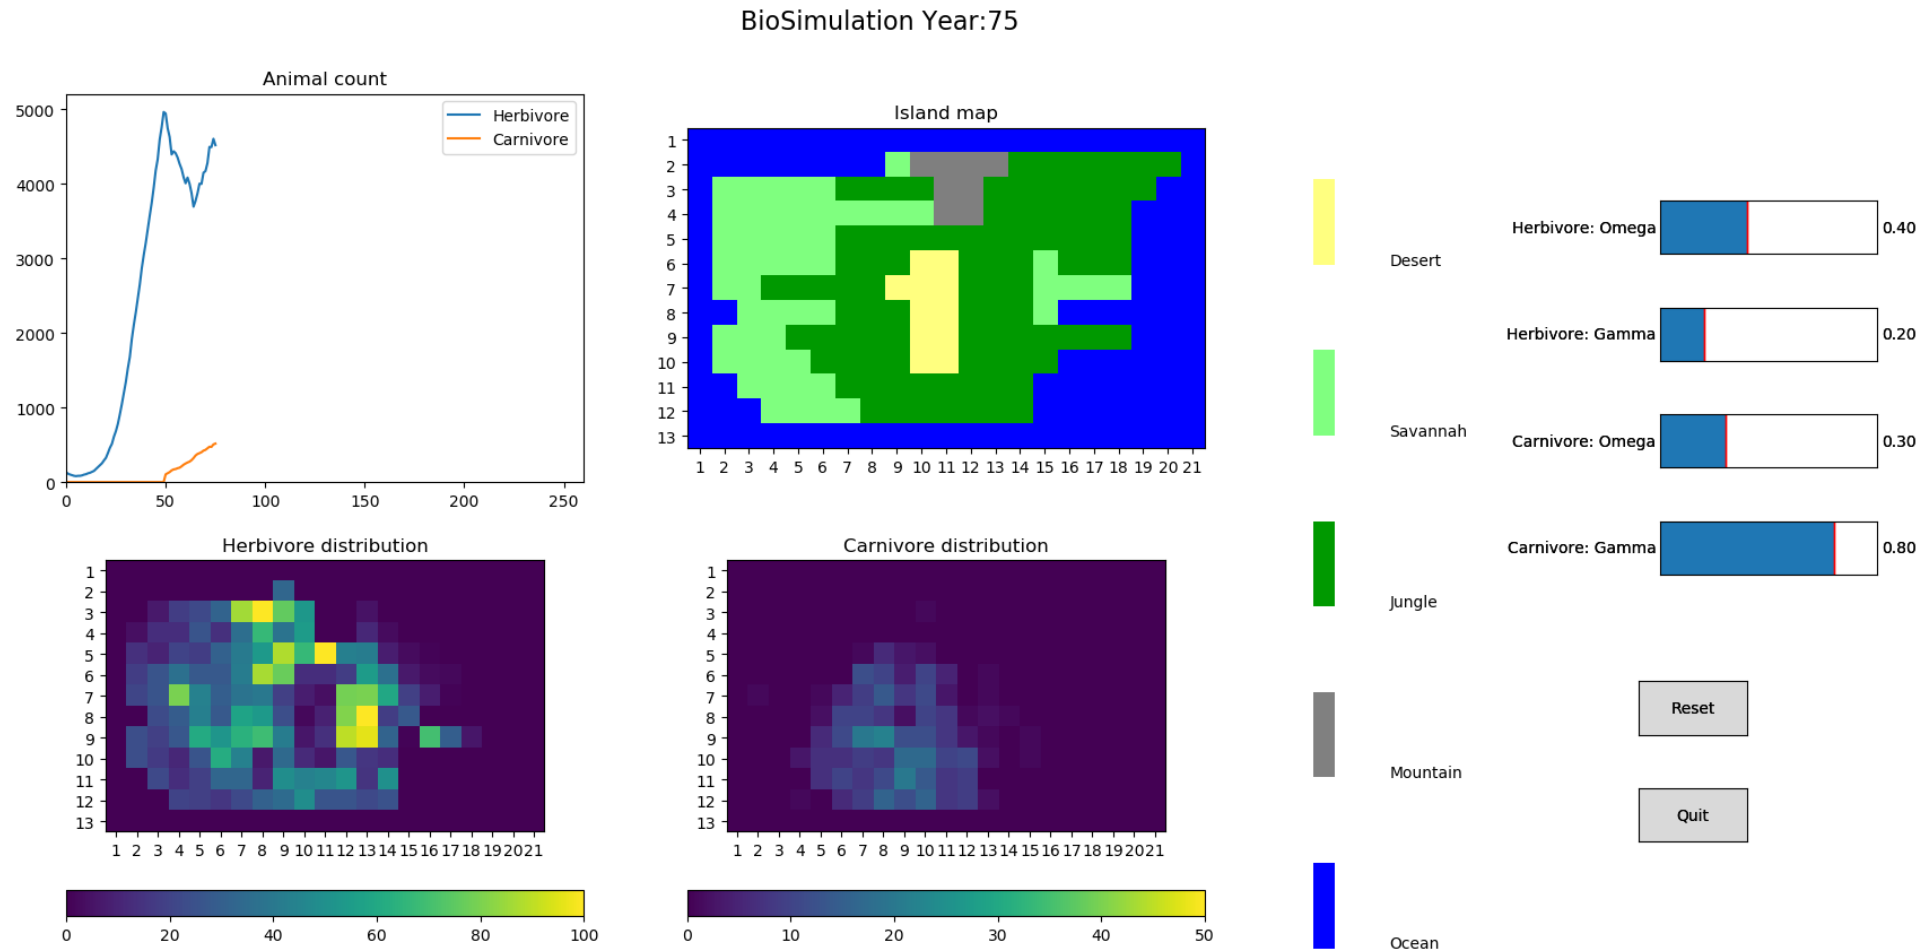 BioSimulation Year:75
Animal count
5000
4000
3000
2000
1000
0
0 50 100 150 200 250
Herbivore
Carnivore
Island map
1
2
3
4
5
6
7
8
9
10
11
12
13
1 2 3 4 5 6 7 8 9 10 11 12 13 14 15 16 17 18 19 20 21
Herbivore distribution
1
2
3
4
5
6
7
8
9
10
11
12
13
1 2 3 4 5 6 7 8 9 10 11 12 13 14 15 16 17 18 19 20 21
0 20 40 60 80 100
Carnivore distribution
1
2
3
4
5
6
7
8
9
10
11
12
13
1 2 3 4 5 6 7 8 9 10 11 12 13 14 15 16 17 18 19 20 21
0 10 20 30 40 50
Desert
Savannah
Jungle
Mountain
Ocean
Herbivore: Omega 0.40
Herbivore: Gamma 0.20
Carnivore: Omega 0.30
Carnivore: Gamma 0.80
Reset
Quit